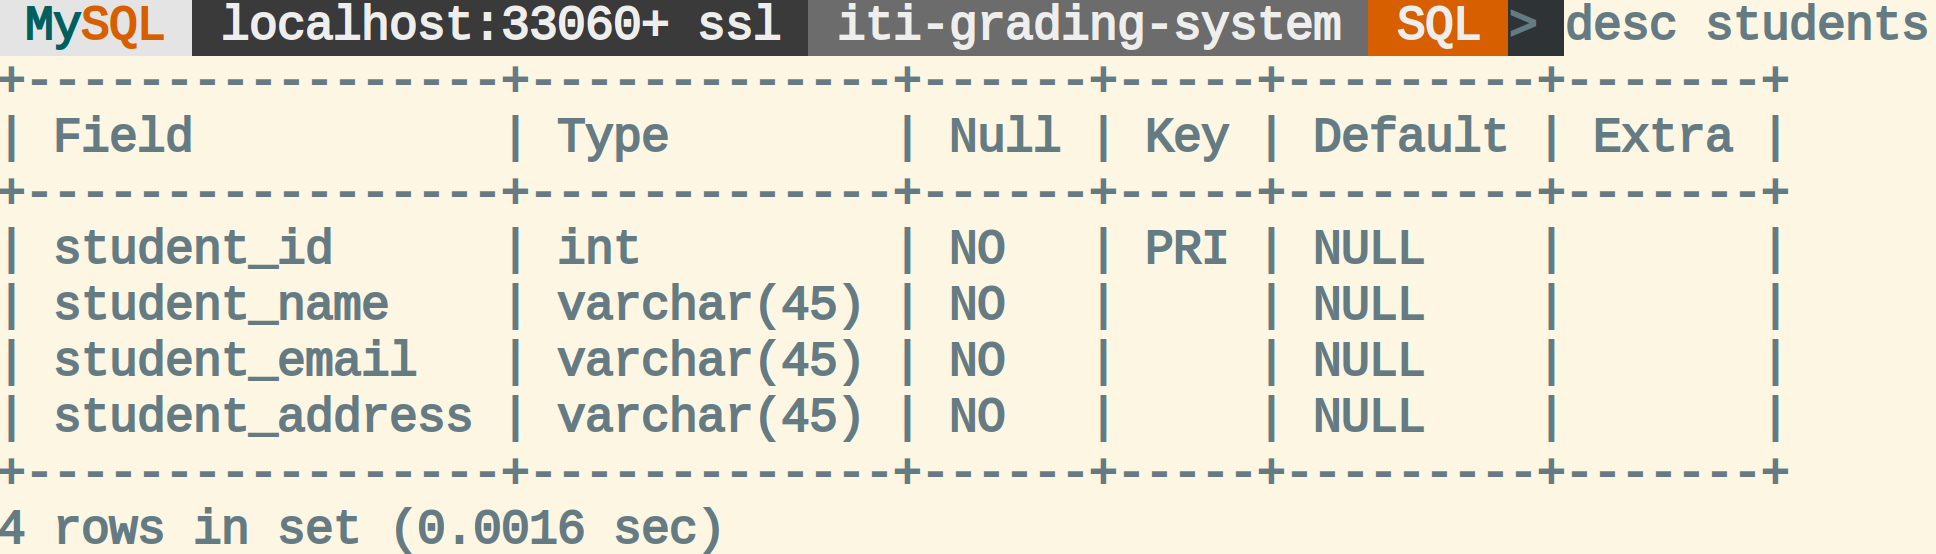 MySQL localhost:33060+ ssl iti-grading-system SQL > desc students
+-----------------+-------------+------+-----+---------+-------+
| Field           | Type        | Null | Key | Default | Extra |
+-----------------+-------------+------+-----+---------+-------+
| student_id      | int         | NO   | PRI | NULL    |       |
| student_name    | varchar(45) | NO   |     | NULL    |       |
| student_email   | varchar(45) | NO   |     | NULL    |       |
| student_address | varchar(45) | NO   |     | NULL    |       |
+-----------------+-------------+------+-----+---------+-------+
4 rows in set (0.0016 sec)